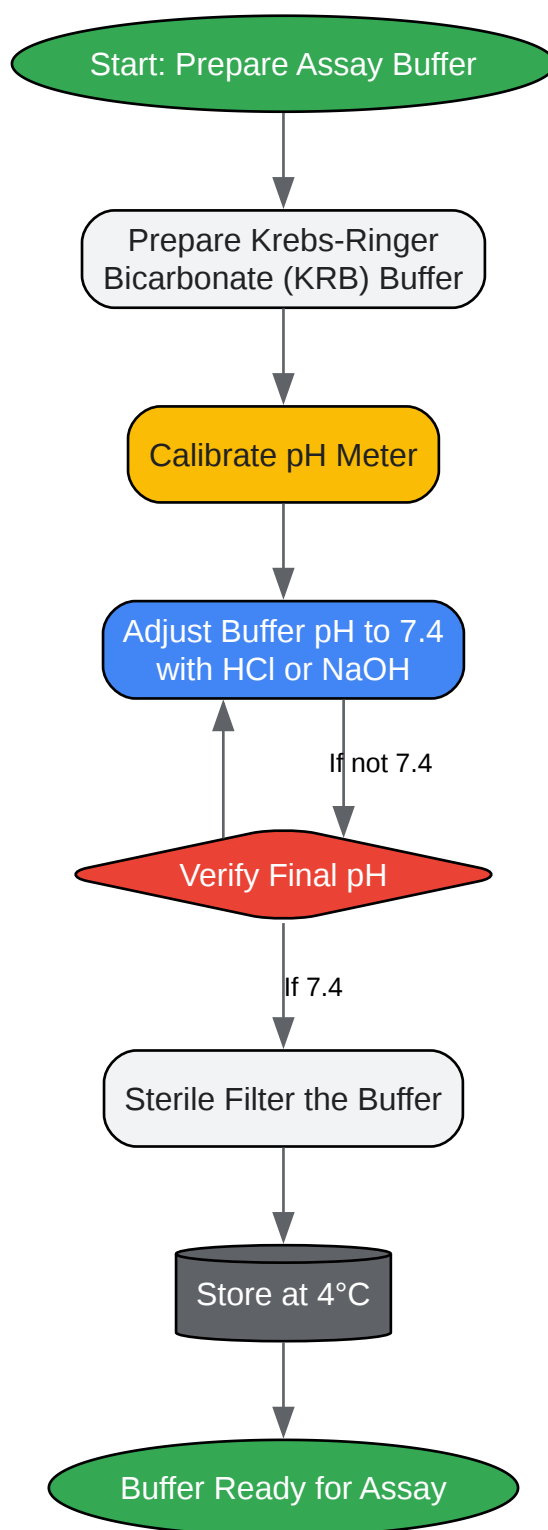 Start: Prepare Assay Buffer
Prepare Krebs-Ringer
Bicarbonate (KRB) Buffer
Calibrate pH Meter
Adjust Buffer pH to 7.4
with HCl or NaOH
If not 7.4
Verify Final pH
If 7.4
Sterile Filter the Buffer
Store at 4°C
Buffer Ready for Assay